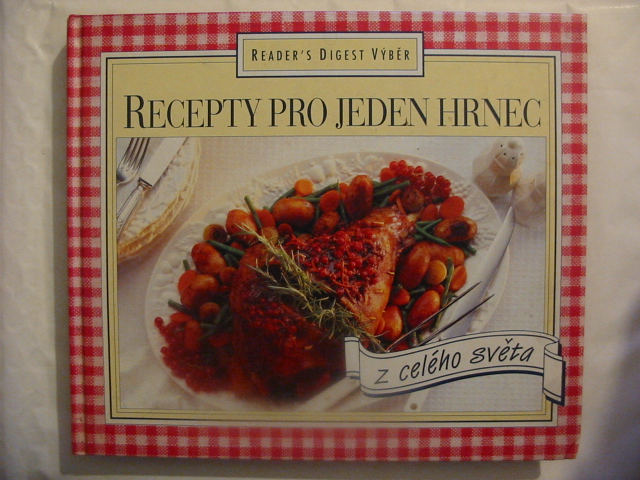 READER'S DIGEST VÝBĚR
RECEPTY PRO JEDEN HRNEC
z celého světa